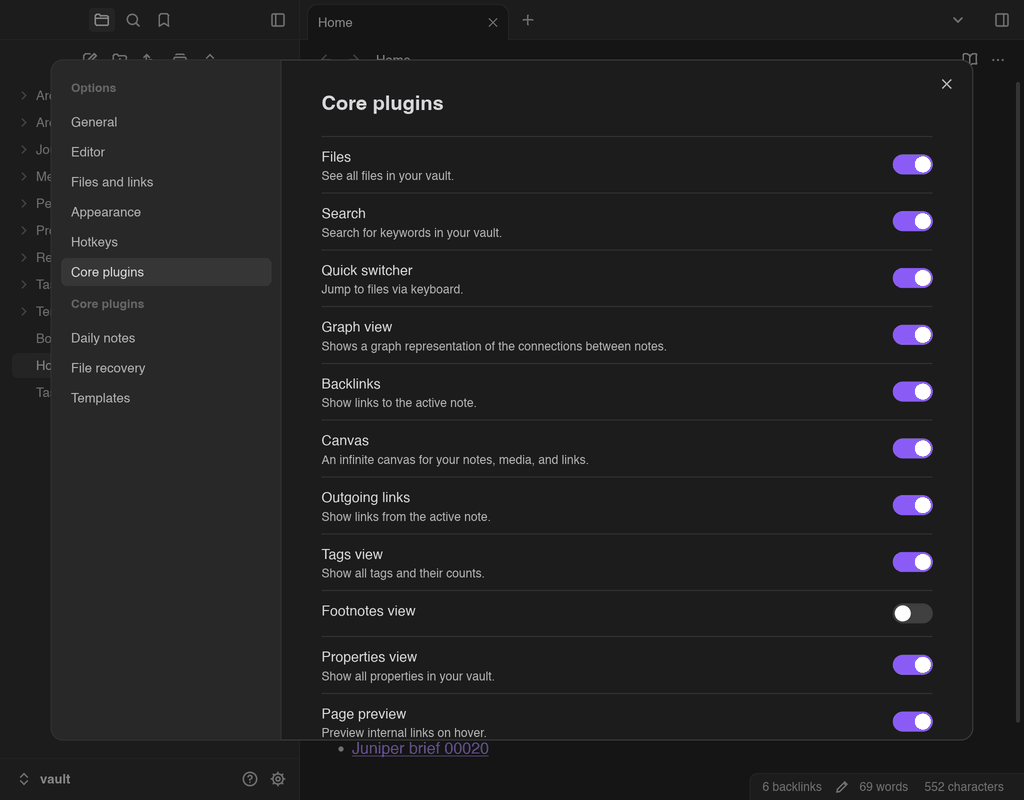 Home
Home
Options
General
Editor
Files and links
Appearance
Hotkeys
Core plugins
Core plugins
Daily notes
File recovery
Templates
Core plugins
Files
See all files in your vault.
Search
Search for keywords in your vault.
Quick switcher
Jump to files via keyboard.
Graph view
Shows a graph representation of the connections between notes.
Backlinks
Show links to the active note.
Canvas
An infinite canvas for your notes, media, and links.
Outgoing links
Show links from the active note.
Tags view
Show all tags and their counts.
Footnotes view
Properties view
Show all properties in your vault.
Page preview
Preview internal links on hover.
Juniper brief 00020
vault
6 backlinks 69 words 552 characters